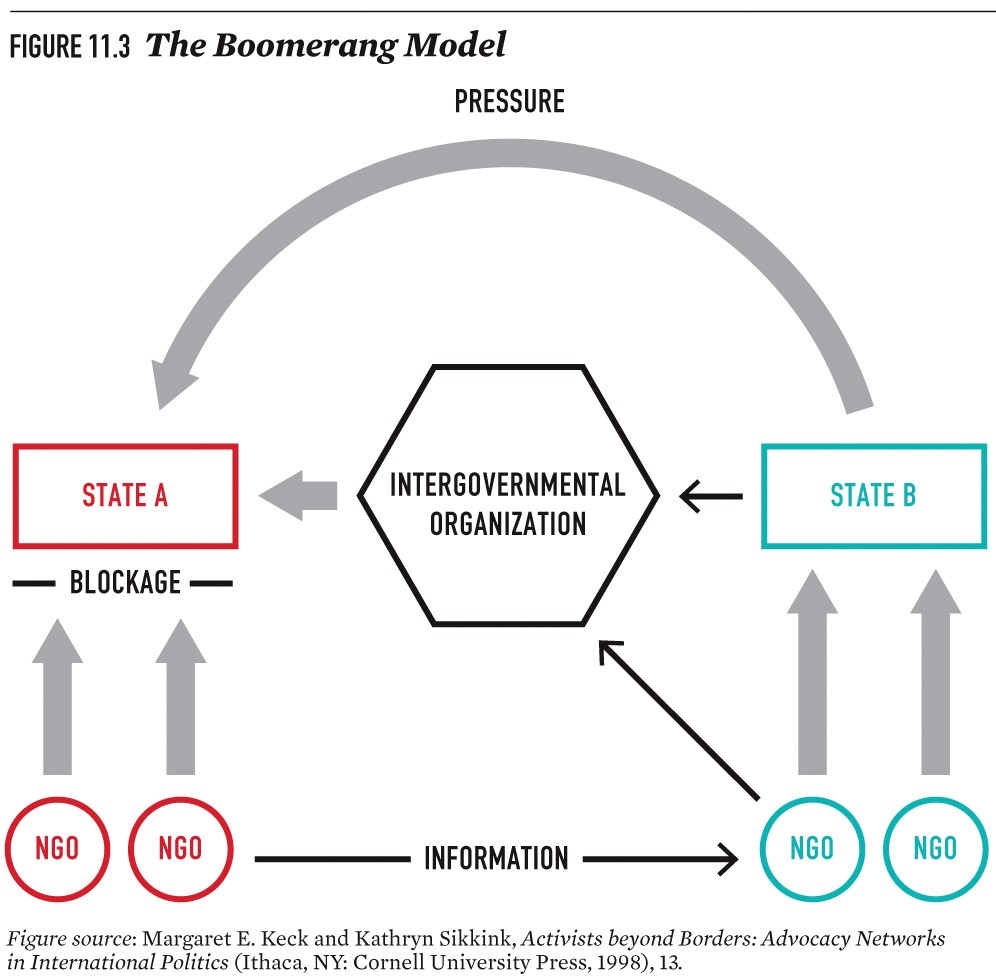 FIGURE 11.3 The Boomerang Model
PRESSURE
STATE A
INTERGOVERNMENTAL
ORGANIZATION
STATE B
BLOCKAGE
NGO
NGO
INFORMATION
NGO
NGO
Figure source: Margaret E. Keck and Kathryn Sikkink, Activists beyond Borders: Advocacy Networks
in International Politics (Ithaca, NY: Cornell University Press, 1998), 13.